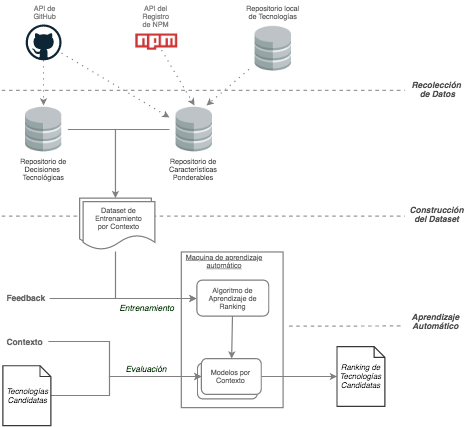 API de
GitHub
API del
Registro
de NPM
Repositorio local
de Tecnologías
npm
Recolección
de Datos
Repositorio de
Decisiones
Tecnológicas
Repositorio de
Características
Ponderables
Dataset de
Entrenamiento
por Contexto
Construcción
del Dataset
Maquina de aprendizaje
automático
Algoritmo de
Aprendizaje de
Ranking
Feedback
Entrenamiento
Aprendizaje
Automático
Contexto
Evaluación
Modelos por
Contexto
Ranking de
Tecnologías
Candidatas
Tecnologías
Candidatas